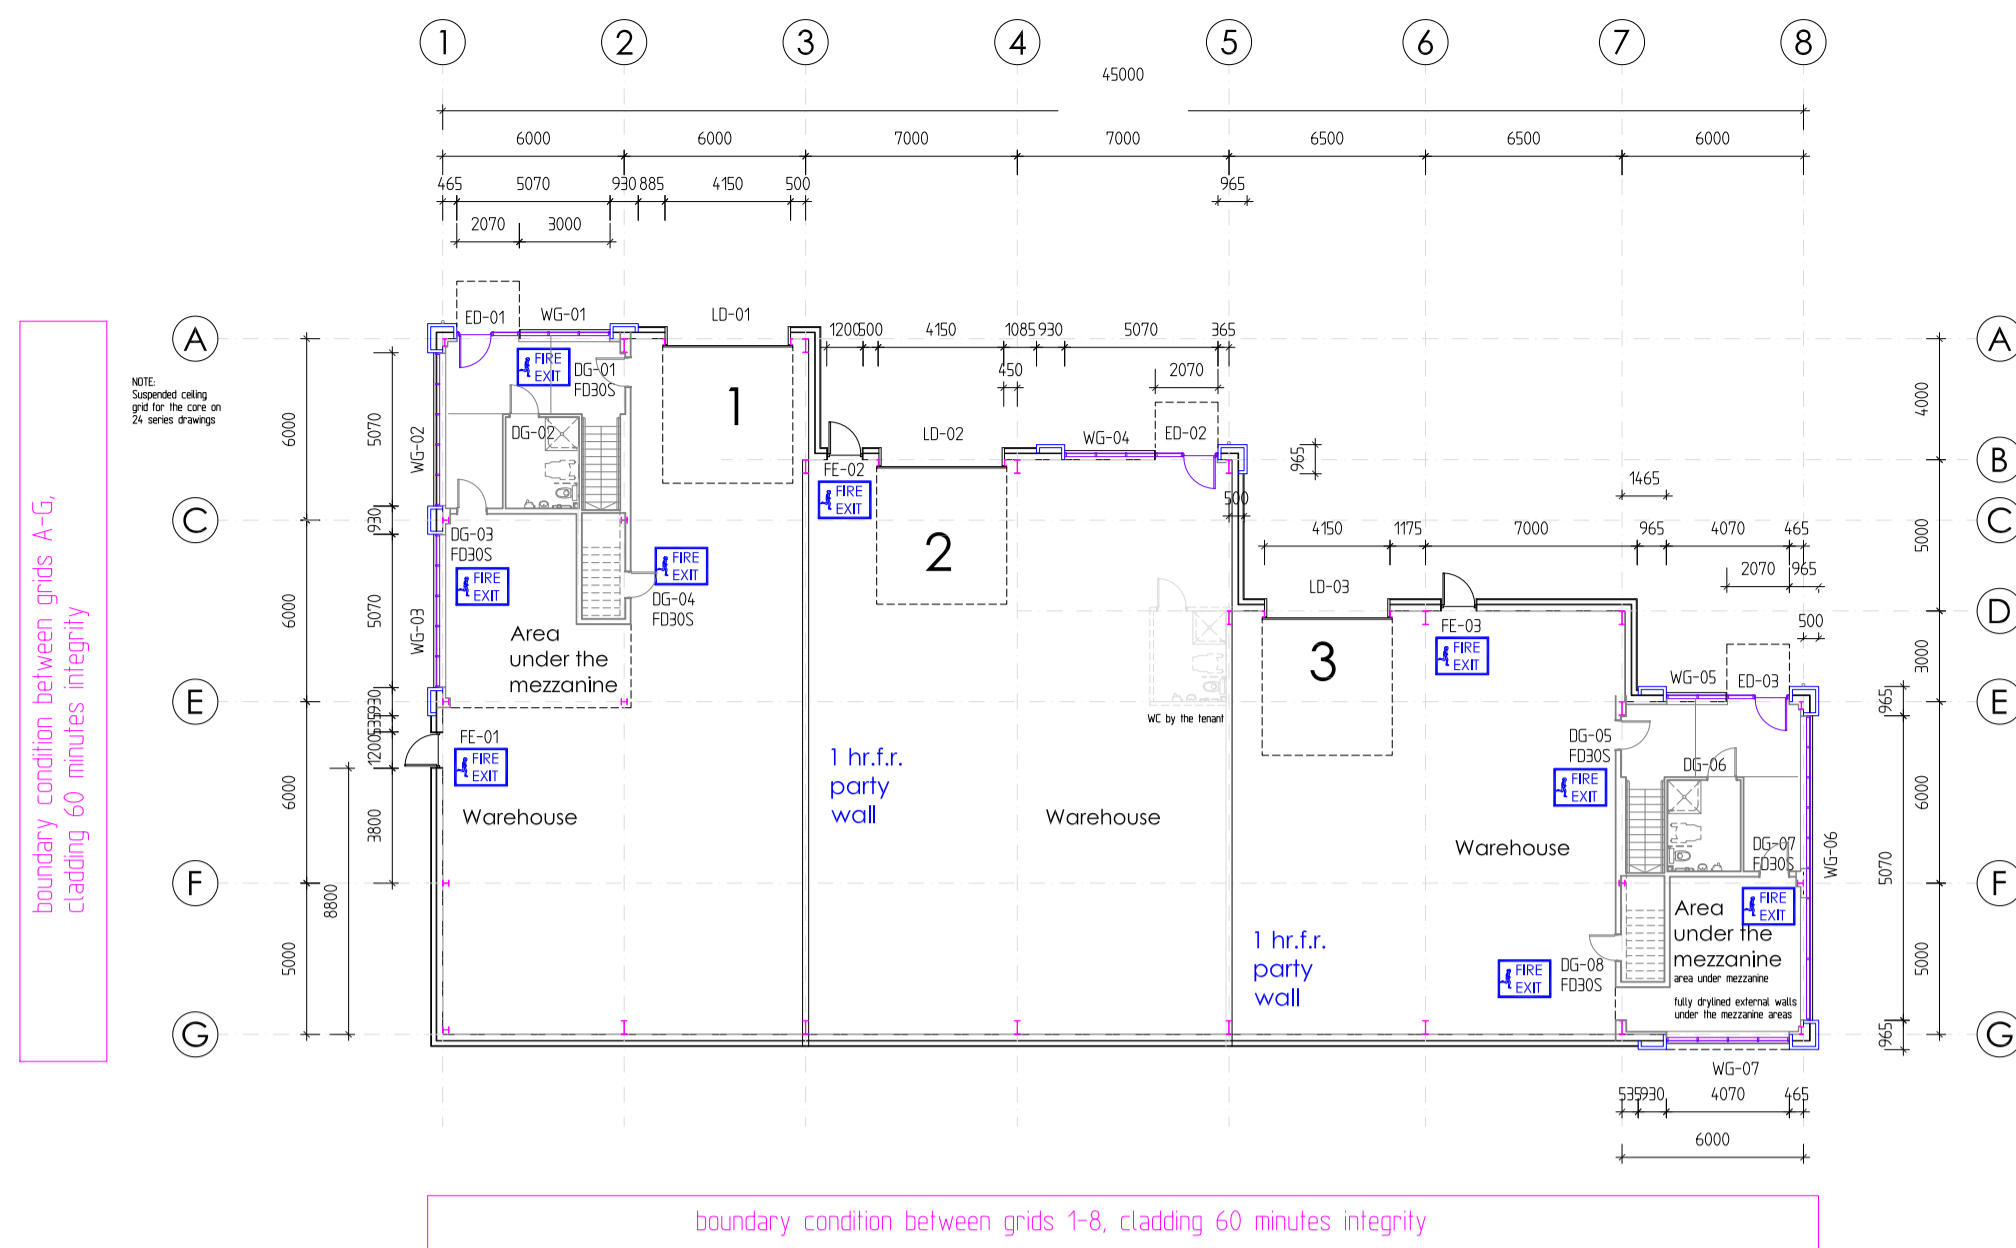 1 2 3 4 5 6 7 8
45000
6000 6000 7000 7000 6500 6500 6000
465 5070 930 885 4150 500 965
2070 3000
ED-01 WG-01 LD-01
A A
1200 500 4150 1085 930 5070 365
FIRE
EXIT
DG-01
FD30S
450 2070
NOTE:
Suspended ceiling
grid for the core on
24 series drawings
1
4000
6000 5070 WG-02 DG-02
LD-02 WG-04 ED-02
965
B
FE-02
FIRE
EXIT
1465
500
C 930 C
DG-03
FD30S
4150 1175 7000 965 4070 465
5000
2
FIRE
EXIT
FIRE
EXIT
2070 965
LD-03
DG-04
FD30S
6000 5070 WG-03
D
FE-03
500
Area
under the
mezzanine
FIRE
EXIT
3
3000
WG-05 ED-03
E 930 965 E
WC by the tenant
535
FE-01
1200
FIRE
EXIT
DG-05
FD30S
DG-06
1 hr.f.r.
party
wall
FIRE
EXIT
6000 6000
3800
Warehouse Warehouse Warehouse
DG-07
FD30S
WG-06
5070
F F
8800
FIRE
EXIT
Area
under the
mezzanine
area under mezzanine
fully drylined external walls
under the mezzanine areas
1 hr.f.r.
party
wall
FIRE
EXIT
DG-08
FD30S
5000 5000
G 965 G
WG-07
535 930 4070 465
6000
boundary condition between grids A-G,
cladding 60 minutes integrity
boundary condition between grids 1-8, cladding 60 minutes integrity